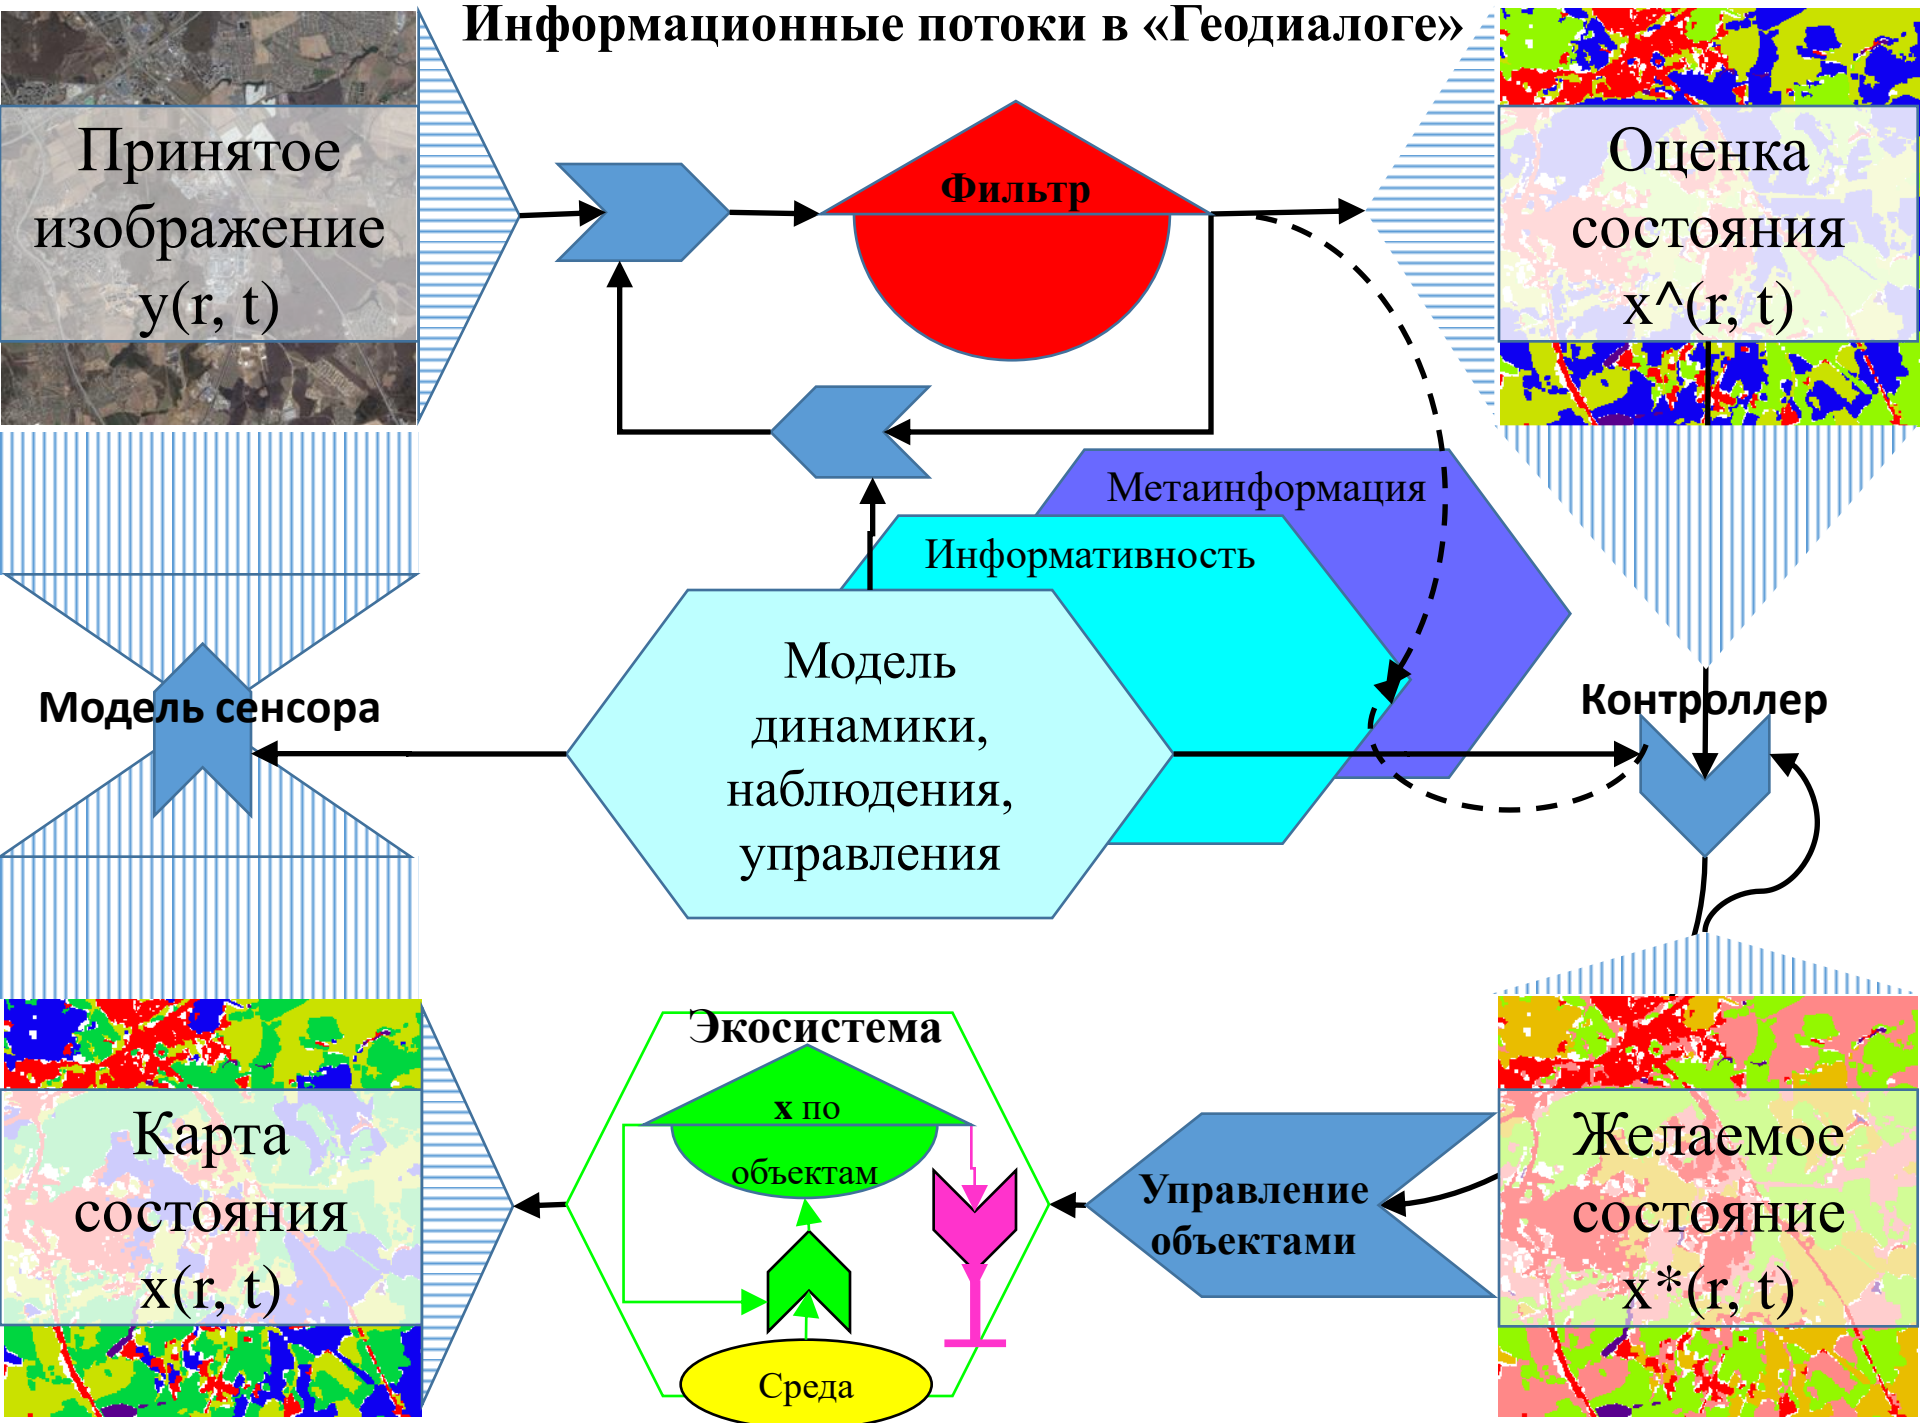 Информационные потоки в «Геодиалоге»
Принятое
изображение
y(r, t)
Фильтр
Оценка
состояния
x^(r, t)
Метаинформация
Информативность
Модель
динамики,
наблюдения,
управления
Модель сенсора
Контроллер
Карта
состояния
x(r, t)
Экосистема
x по
объектам
Среда
Управление
объектами
Желаемое
состояние
x*(r, t)